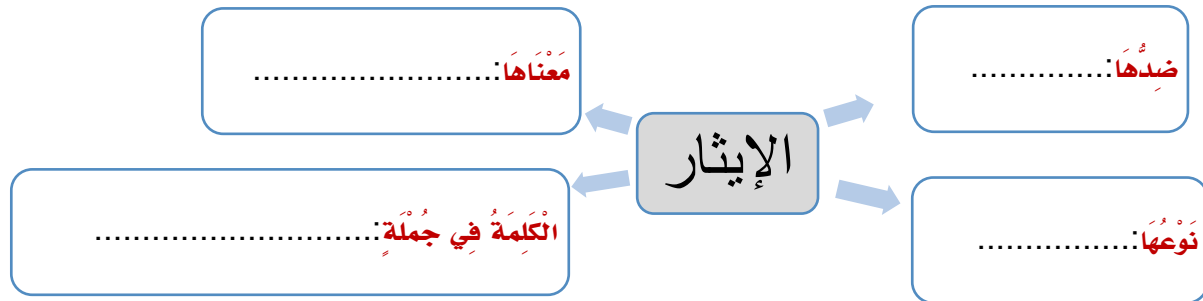 ضِدُّهَا:..............
مَعْنَاهَا:.........................
الإيثار
نَوْعُهَا:................
الْكَلِمَةُ فِي جُمْلَةٍ:.............................